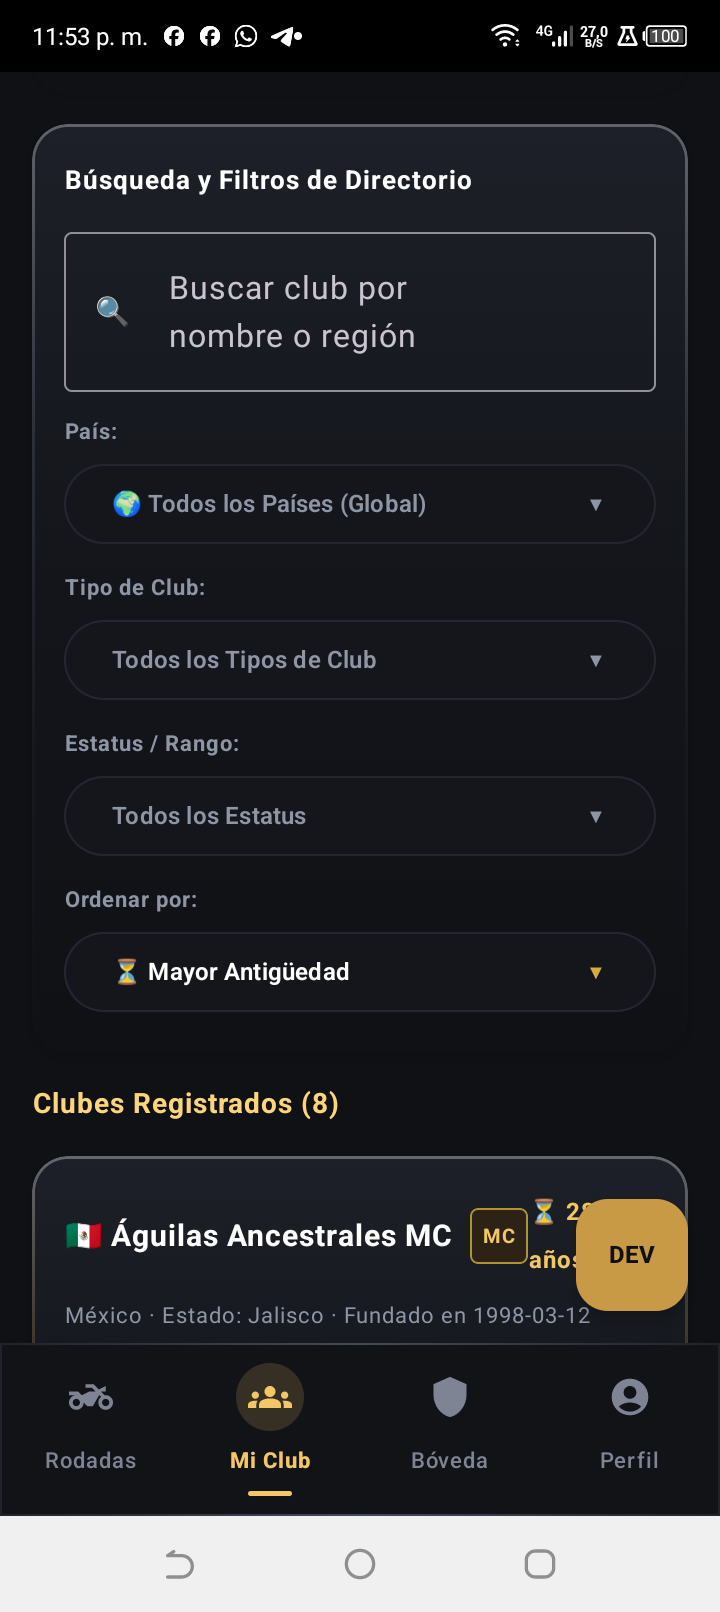 11:53 p. m.
4G 27,0 B/S 100
Búsqueda y Filtros de Directorio
Buscar club por
nombre o región
País:
Todos los Países (Global) ▼
Tipo de Club:
Todos los Tipos de Club ▼
Estatus / Rango:
Todos los Estatus ▼
Ordenar por:
⏳ Mayor Antigüedad ▼
Clubes Registrados (8)
Águilas Ancestrales MC
MC
⏳
años
DEV
México · Estado: Jalisco · Fundado en 1998-03-12
Rodadas
Mi Club
Bóveda
Perfil